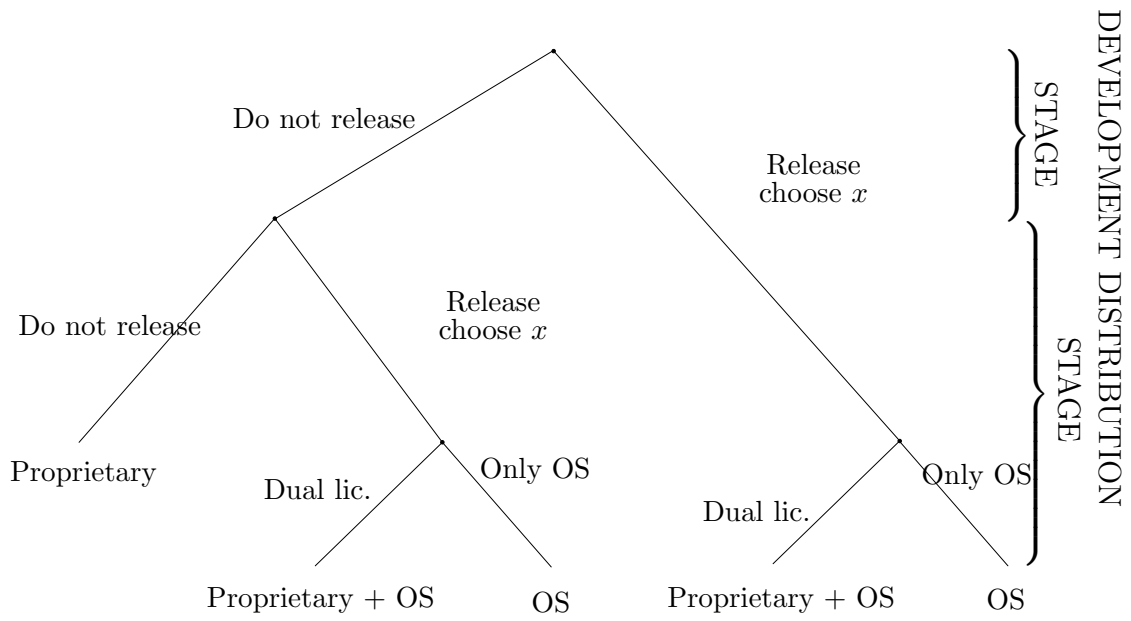 Do not release
Release
choose x
STAGE
DEVELOPMENT DISTRIBUTION
Do not release
Release
choose x
STAGE
Proprietary
Dual lic.
Only OS
Dual lic.
Only OS
Proprietary + OS
OS
Proprietary + OS
OS